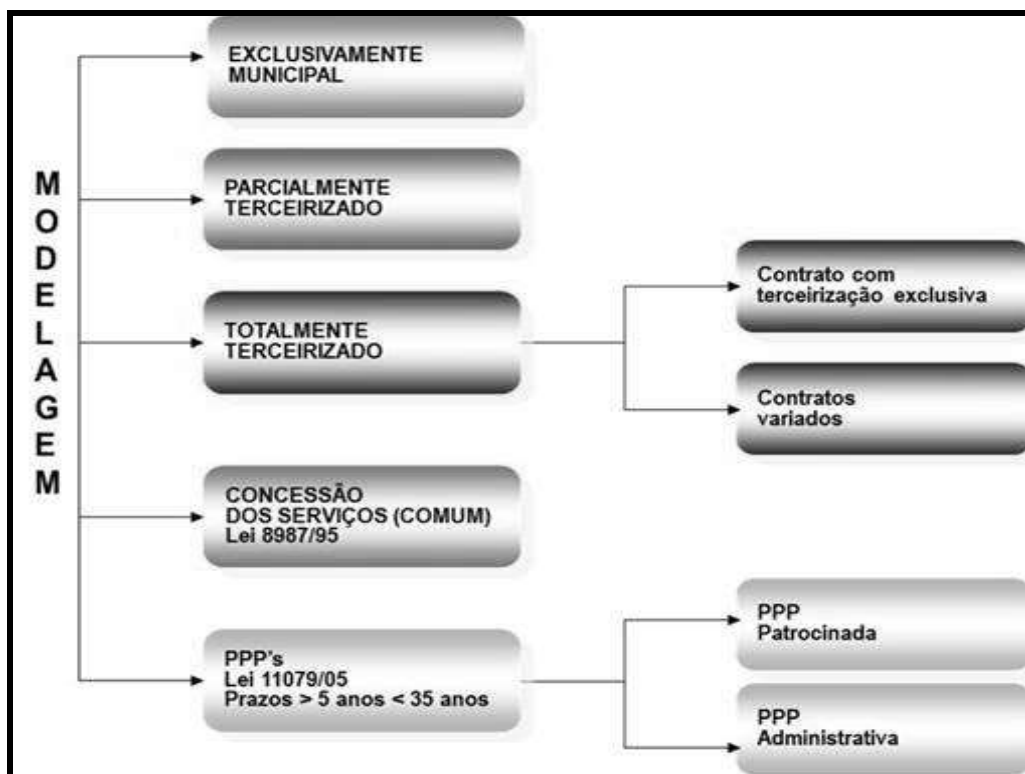 MODELAGEM
EXCLUSIVAMENTE
MUNICIPAL
PARCIALMENTE
TERCEIRIZADO
TOTALMENTE
TERCEIRIZADO
Contrato com
terceirização exclusiva
Contratos
variados
CONCESSÃO
DOS SERVIÇOS (COMUM)
Lei 8987/95
PPP's
Lei 11079/05
Prazos > 5 anos < 35 anos
PPP
Patrocinada
PPP
Administrativa